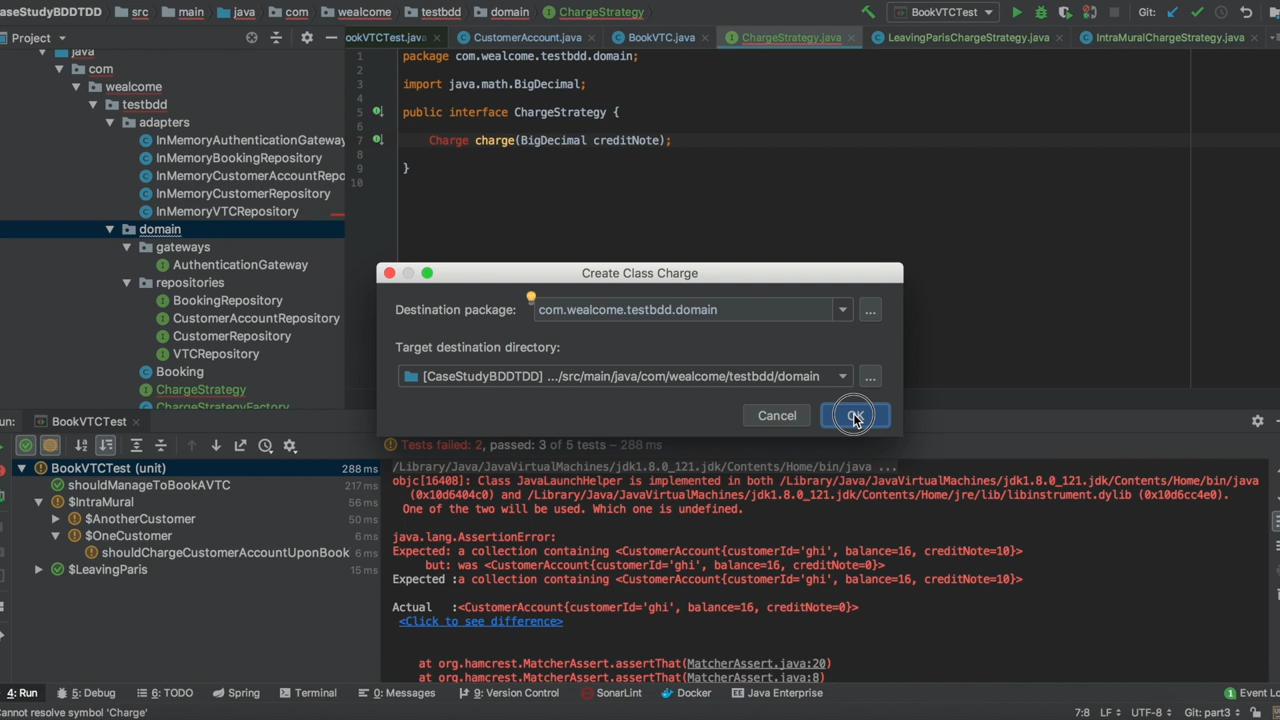 aseStudyBDDTDD src main java com wealcome testbdd domain ChargeStrategy BookVTCTest Git:
Project
ookVTCTest.java CustomerAccount.java BookVTC.java ChargeStrategy.java LeavingParisChargeStrategy.java IntraMuralChargeStrategy.java
java
com
wealcome
testbdd
adapters
InMemoryAuthenticationGateway
InMemoryBookingRepository
InMemoryCustomerAccountRepo
InMemoryCustomerRepository
InMemoryVTCRepository
domain
gateways
AuthenticationGateway
repositories
BookingRepository
CustomerAccountRepository
CustomerRepository
VTCRepository
Booking
ChargeStrategy
ChargeStrategyFactory
1 package com.wealcome.testbdd.domain;
2
3 import java.math.BigDecimal;
4
5 public interface ChargeStrategy {
6
7 Charge charge(BigDecimal creditNote);
8
9 }
10
Create Class Charge
Destination package: com.wealcome.testbdd.domain ...
Target destination directory:
[CaseStudyBDDTDD] .../src/main/java/com/wealcome/testbdd/domain ...
Cancel OK
un: BookVTCTest
Tests failed: 2, passed: 3 of 5 tests – 288 ms
BookVTCTest (unit) 288 ms
shouldManageToBookAVTC 217 ms
$IntraMural 56 ms
$AnotherCustomer 50 ms
$OneCustomer 6 ms
shouldChargeCustomerAccountUponBook 6 ms
$LeavingParis 15 ms
/Library/Java/JavaVirtualMachines/jdk1.8.0_121.jdk/Contents/Home/bin/java ...
objc[16408]: Class JavaLaunchHelper is implemented in both /Library/Java/JavaVirtualMachines/jdk1.8.0_121.jdk/Contents/Home/bin/java
(0x10d6404c0) and /Library/Java/JavaVirtualMachines/jdk1.8.0_121.jdk/Contents/Home/jre/lib/libinstrument.dylib (0x10d6cc4e0).
One of the two will be used. Which one is undefined.
java.lang.AssertionError:
Expected: a collection containing <CustomerAccount{customerId='ghi', balance=16, creditNote=10}>
but: was <CustomerAccount{customerId='ghi', balance=16, creditNote=0}>
Expected :a collection containing <CustomerAccount{customerId='ghi', balance=16, creditNote=10}>
Actual :<CustomerAccount{customerId='ghi', balance=16, creditNote=0}>
<Click to see difference>
at org.hamcrest.MatcherAssert.assertThat(MatcherAssert.java:20)
at org.hamcrest.MatcherAssert.assertThat(MatcherAssert.java:8)
4: Run 5: Debug 6: TODO Spring Terminal 0: Messages 9: Version Control SonarLint Docker Java Enterprise 1 Event Lo
annot resolve symbol 'Charge' 7:8 LF UTF-8 Git: part3